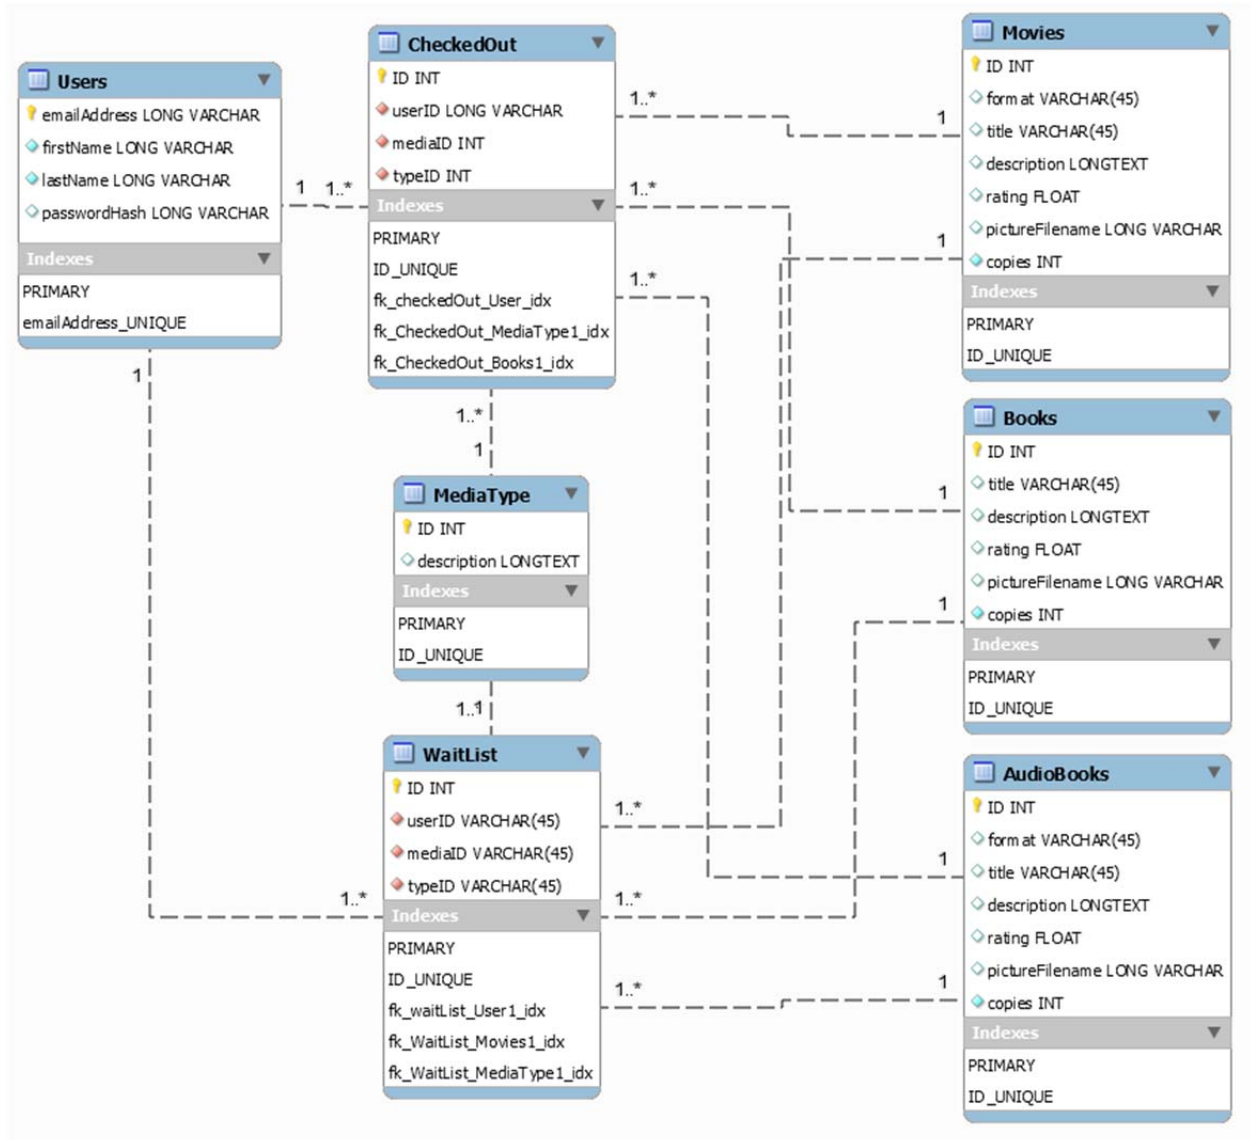 Users
emailAddress LONG VARCHAR
firstName LONG VARCHAR
lastName LONG VARCHAR
passwordHash LONG VARCHAR
Indexes
PRIMARY
emailAddress_UNIQUE
1
1..*
1
1..*
CheckedOut
ID INT
userID LONG VARCHAR
mediaID INT
typeID INT
Indexes
PRIMARY
ID_UNIQUE
fk_checkedOut_User_idx
fk_CheckedOut_MediaType1_idx
fk_CheckedOut_Books1_idx
1..*
1
MediaType
ID INT
description LONGTEXT
Indexes
PRIMARY
ID_UNIQUE
1..1
WaitList
ID INT
userID VARCHAR(45)
mediaID VARCHAR(45)
typeID VARCHAR(45)
Indexes
PRIMARY
ID_UNIQUE
fk_waitList_User1_idx
fk_WaitList_Movies1_idx
fk_WaitList_MediaType1_idx
1..*
1..*
1..*
1..*
1..*
1..*
1
1
1
1
1
1
Movies
ID INT
format VARCHAR(45)
title VARCHAR(45)
description LONGTEXT
rating FLOAT
pictureFilename LONG VARCHAR
copies INT
Indexes
PRIMARY
ID_UNIQUE
Books
ID INT
title VARCHAR(45)
description LONGTEXT
rating FLOAT
pictureFilename LONG VARCHAR
copies INT
Indexes
PRIMARY
ID_UNIQUE
AudioBooks
ID INT
format VARCHAR(45)
title VARCHAR(45)
description LONGTEXT
rating FLOAT
pictureFilename LONG VARCHAR
copies INT
Indexes
PRIMARY
ID_UNIQUE